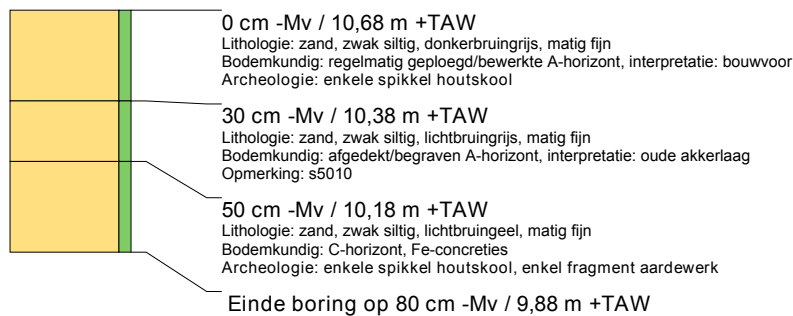 0 cm -Mv / 10,68 m +TAW
Lithologie: zand, zwak siltig, donkerbruingrijs, matig fijn
Bodemkundig: regelmatig geploegd/bewerkte A-horizont, interpretatie: bouwvoor
Archeologie: enkele spikkel houtskool
30 cm -Mv / 10,38 m +TAW
Lithologie: zand, zwak siltig, lichtbruingrijs, matig fijn
Bodemkundig: afgedekt/begraven A-horizont, interpretatie: oude akkerlaag
Opmerking: s5010
50 cm -Mv / 10,18 m +TAW
Lithologie: zand, zwak siltig, lichtbruingeel, matig fijn
Bodemkundig: C-horizont, Fe-concreties
Archeologie: enkele spikkel houtskool, enkel fragment aardewerk
Einde boring op 80 cm -Mv / 9,88 m +TAW